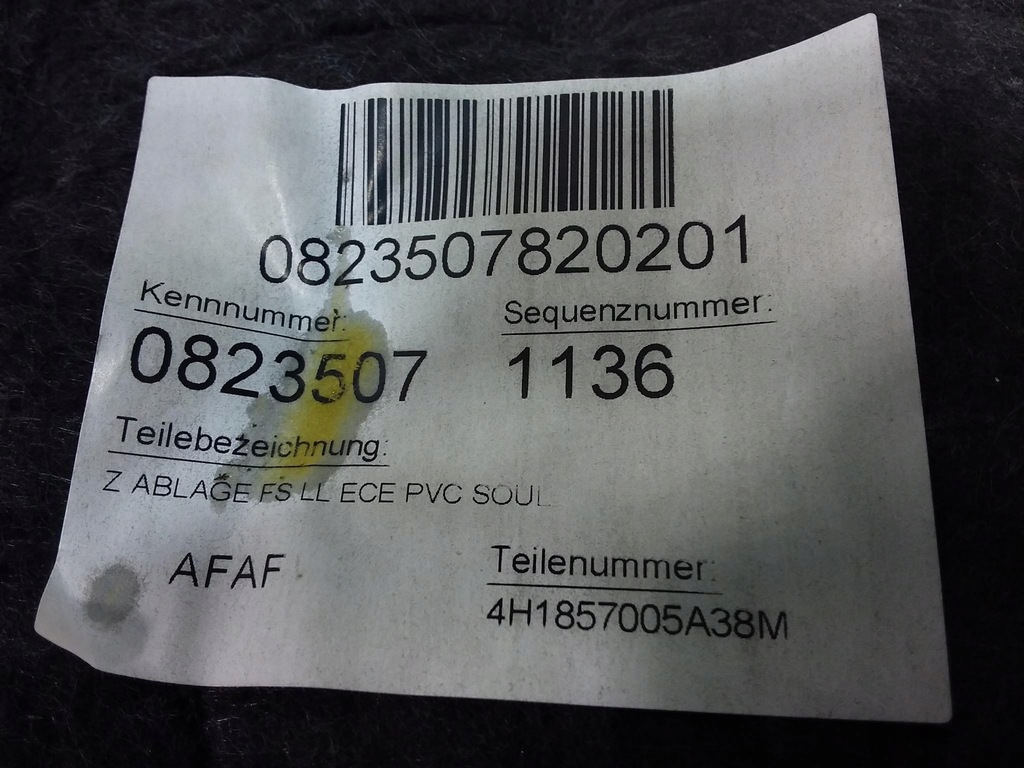 0823507820201
Kennnummer:
Sequenznummer:
0823507
1136
Teilebezeichnung:
Z ABLAGE FS LL ECE PVC SOUL
AFAF
Teilenummer:
4H1857005A38M